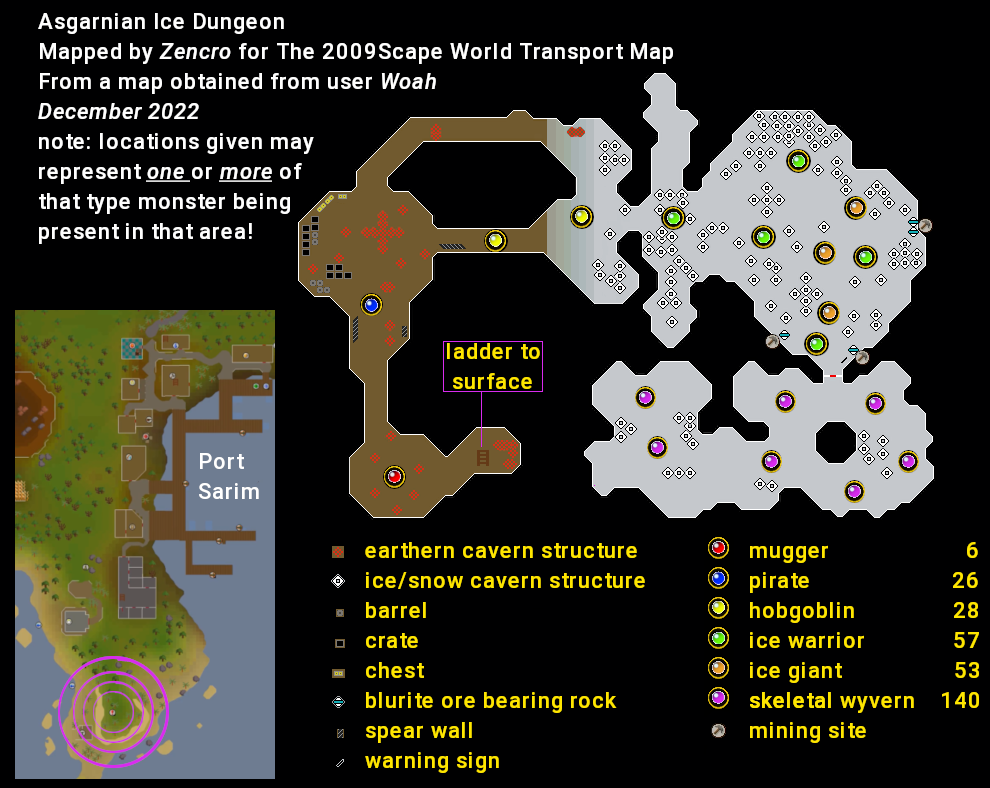 Asgarnian Ice Dungeon
Mapped by Zencro for The 2009Scape World Transport Map
From a map obtained from user Woah
December 2022
note: locations given may
represent one or more of
that type monster being
present in that area!
ladder to
surface
Port
Sarim
earthern cavern structure
ice/snow cavern structure
barrel
crate
chest
blurite ore bearing rock
spear wall
warning sign
mugger 6
pirate 26
hobgoblin 28
ice warrior 57
ice giant 53
skeletal wyvern 140
mining site